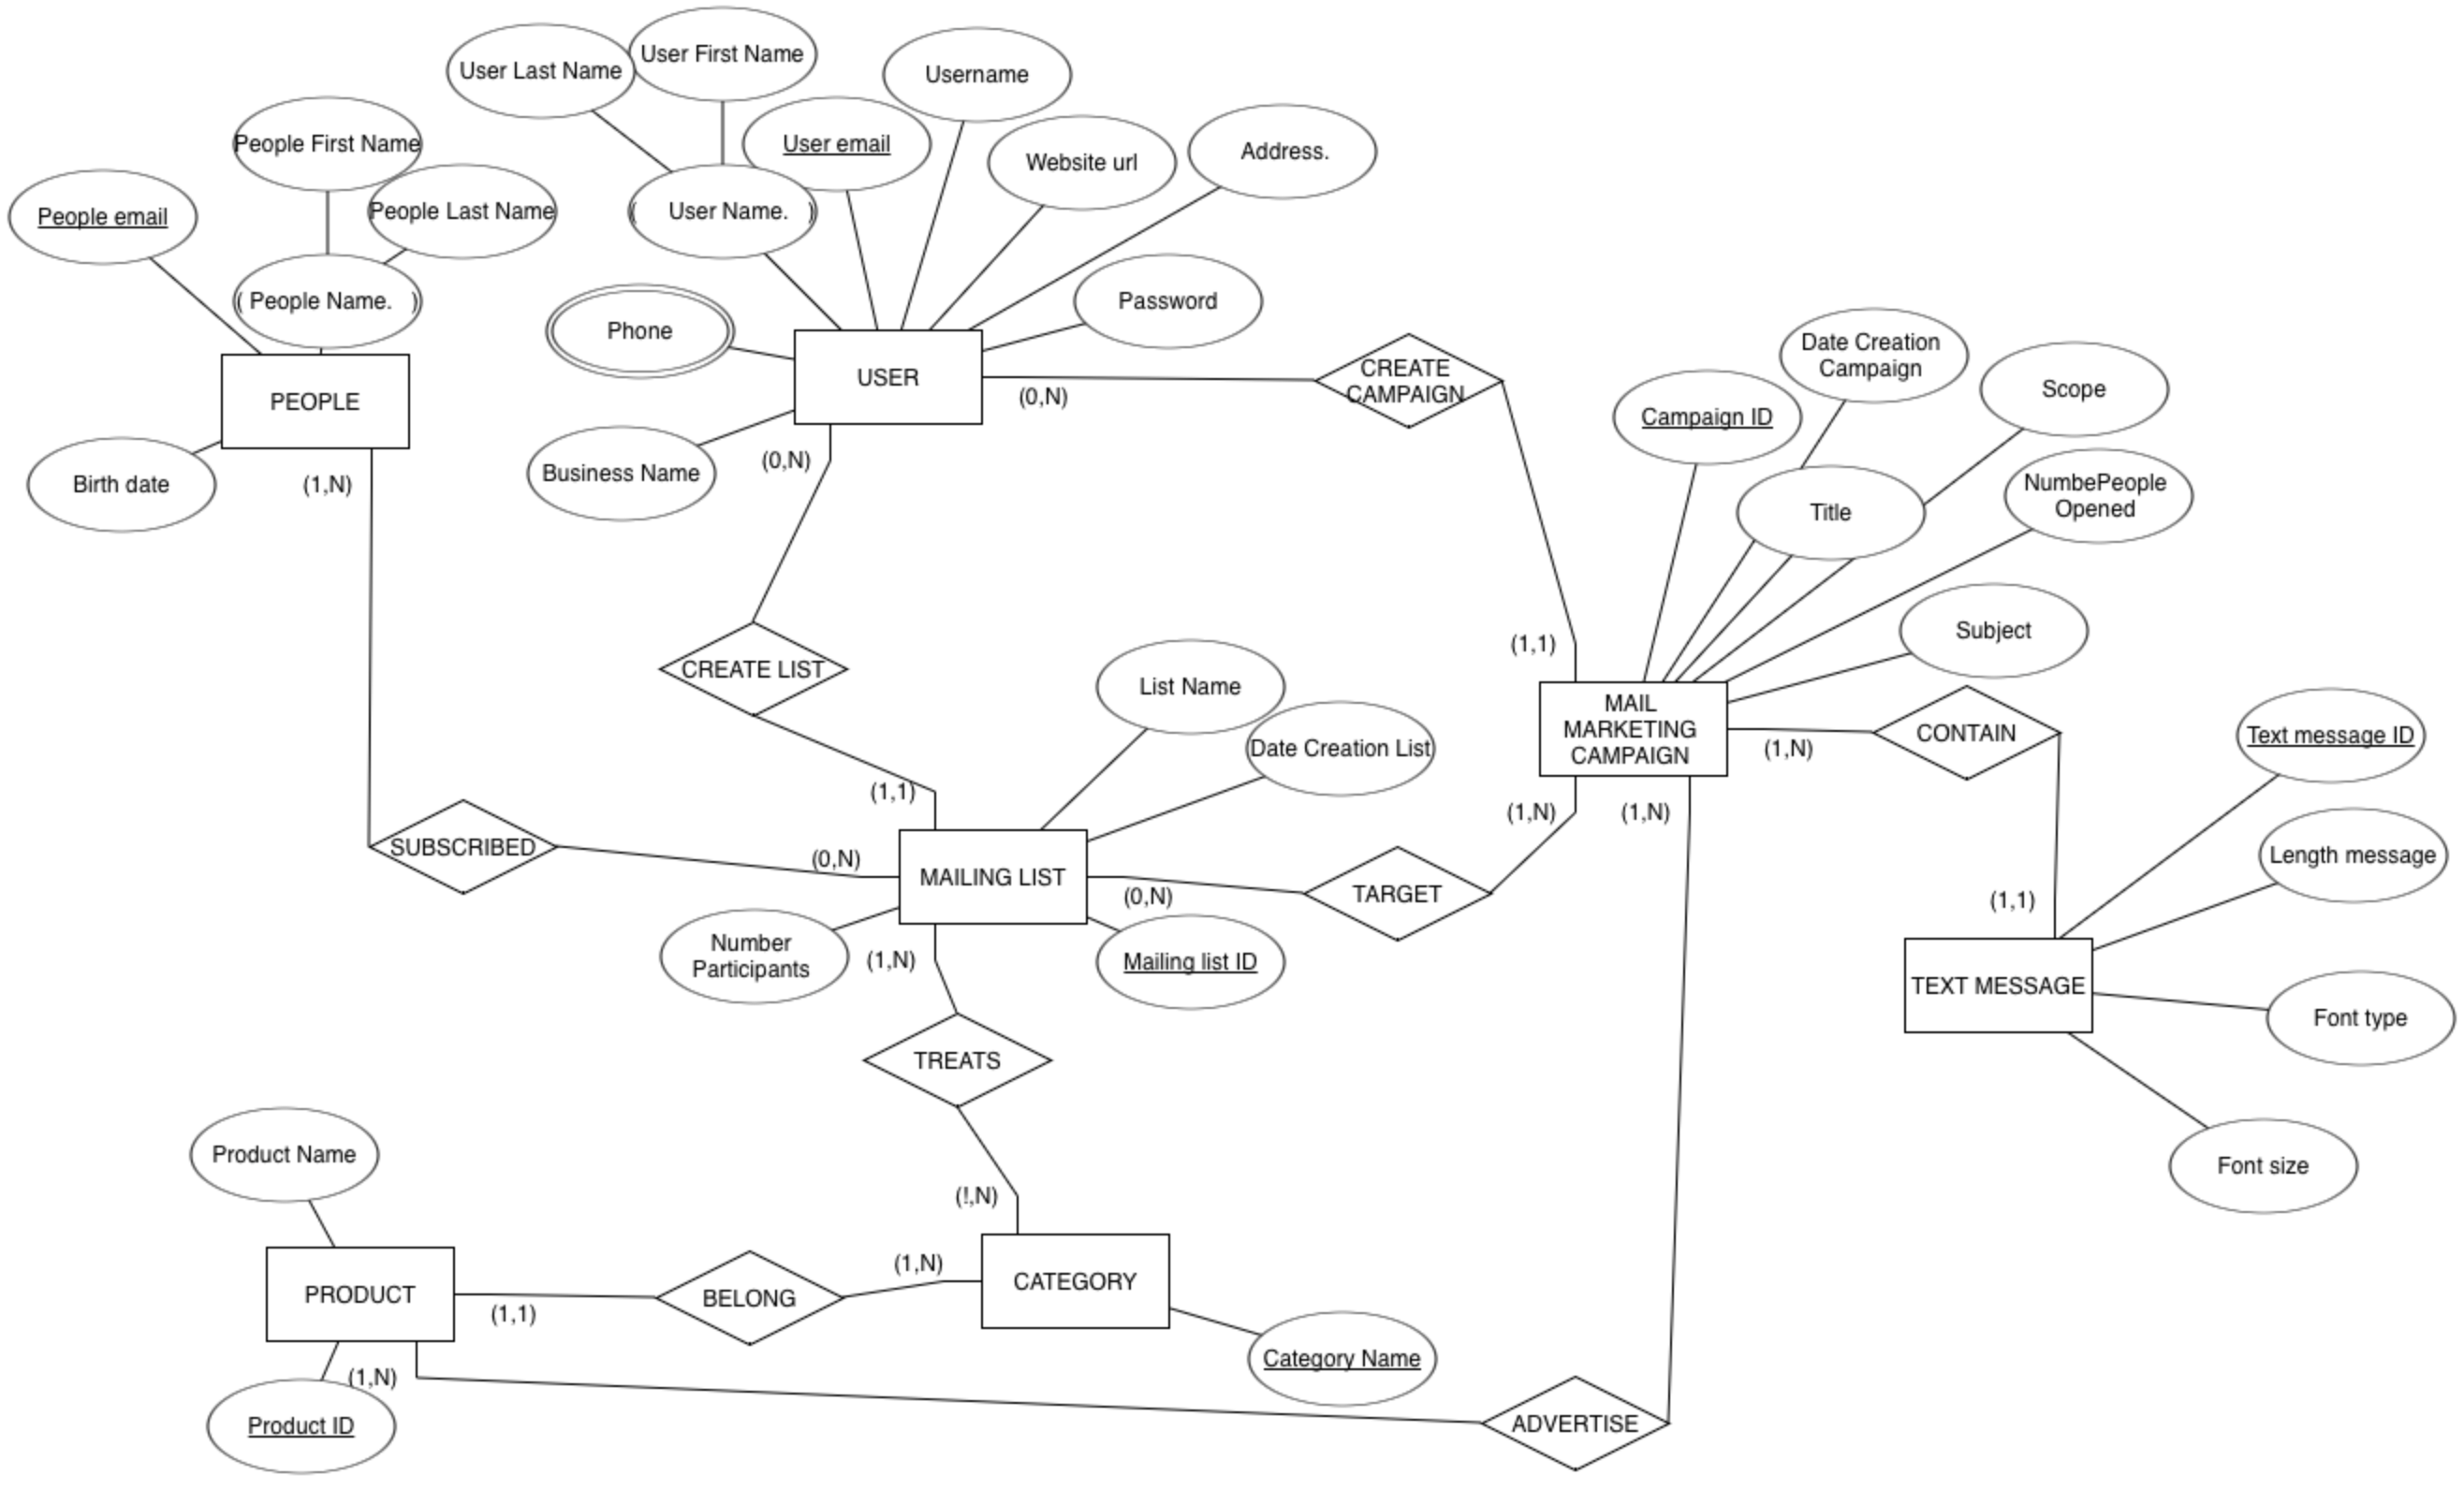 User First Name
User Last Name
Username
People First Name
User email
Website url
Address.
People email
People Last Name
( User Name. )
( People Name. )
Password
Phone
USER
PEOPLE
(0,N)
CREATE
CAMPAIGN
Date Creation
Campaign
Scope
Campaign ID
Business Name
(0,N)
Birth date
(1,N)
NumbePeople
Opened
Title
Subject
(1,1)
CREATE LIST
List Name
Date Creation List
MAIL
MARKETING
CAMPAIGN
(1,N)
CONTAIN
Text message ID
(1,1)
(1,N)
(1,N)
SUBSCRIBED
(0,N)
MAILING LIST
(0,N)
TARGET
Length message
(1,1)
Number
Participants
(1,N)
Mailing list ID
TEXT MESSAGE
Font type
TREATS
Product Name
(!,N)
Font size
PRODUCT
(1,1)
BELONG
(1,N)
CATEGORY
Category Name
(1,N)
Product ID
ADVERTISE